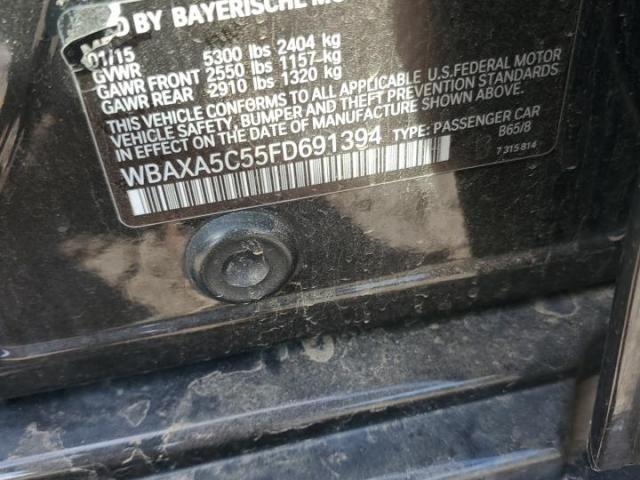 D BY BAYERISCHE MO
01/15
GVWR 5300 lbs 2404 kg
GAWR FRONT 2550 lbs 1157 kg
GAWR REAR 2910 lbs 1320 kg
THIS VEHICLE CONFORMS TO ALL APPLICABLE U.S.FEDERAL MOTOR
VEHICLE SAFETY, BUMPER AND THEFT PREVENTION STANDARDS
IN EFFECT ON DATE OF MANUFACTURE SHOWN ABOVE.
WBAXA5C55FD691394 TYPE: PASSENGER CAR
B65/8
7 315 814